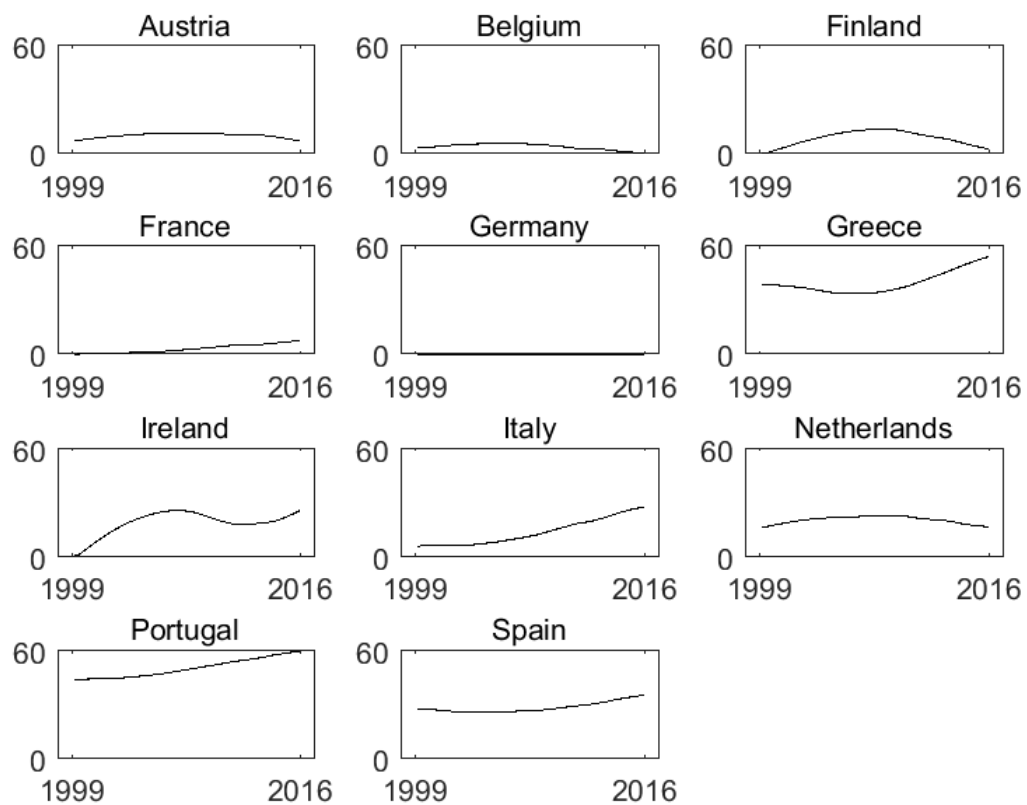 Austria Belgium Finland
60 60 60
0 0 0
1999 2016 1999 2016 1999 2016
France Germany Greece
60 60 60
0 0 0
1999 2016 1999 2016 1999 2016
Ireland Italy Netherlands
60 60 60
0 0 0
1999 2016 1999 2016 1999 2016
Portugal Spain
60 60
0 0
1999 2016 1999 2016